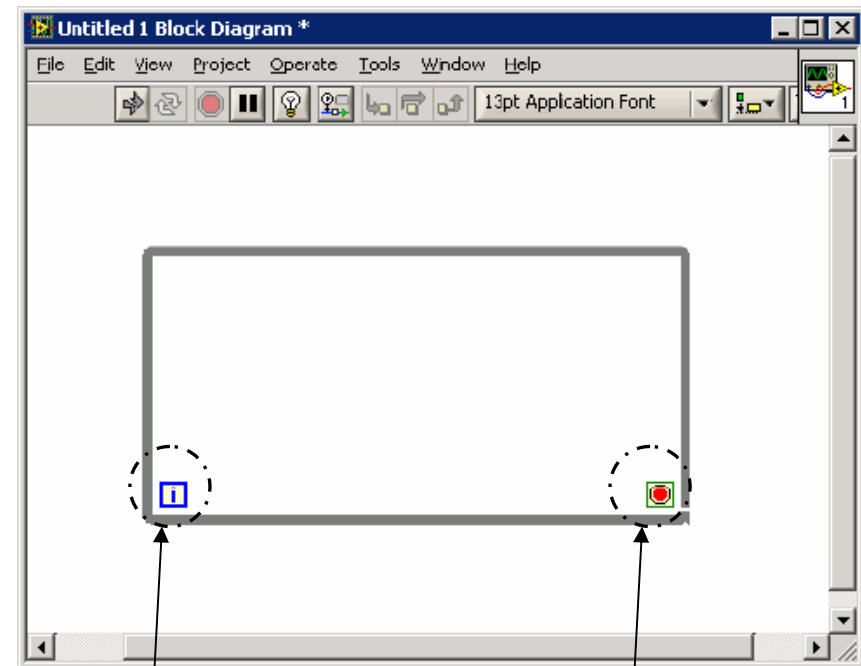 Untitled 1 Block Diagram *
File Edit View Project Operate Tools Window Help
13pt Application Font
1
i